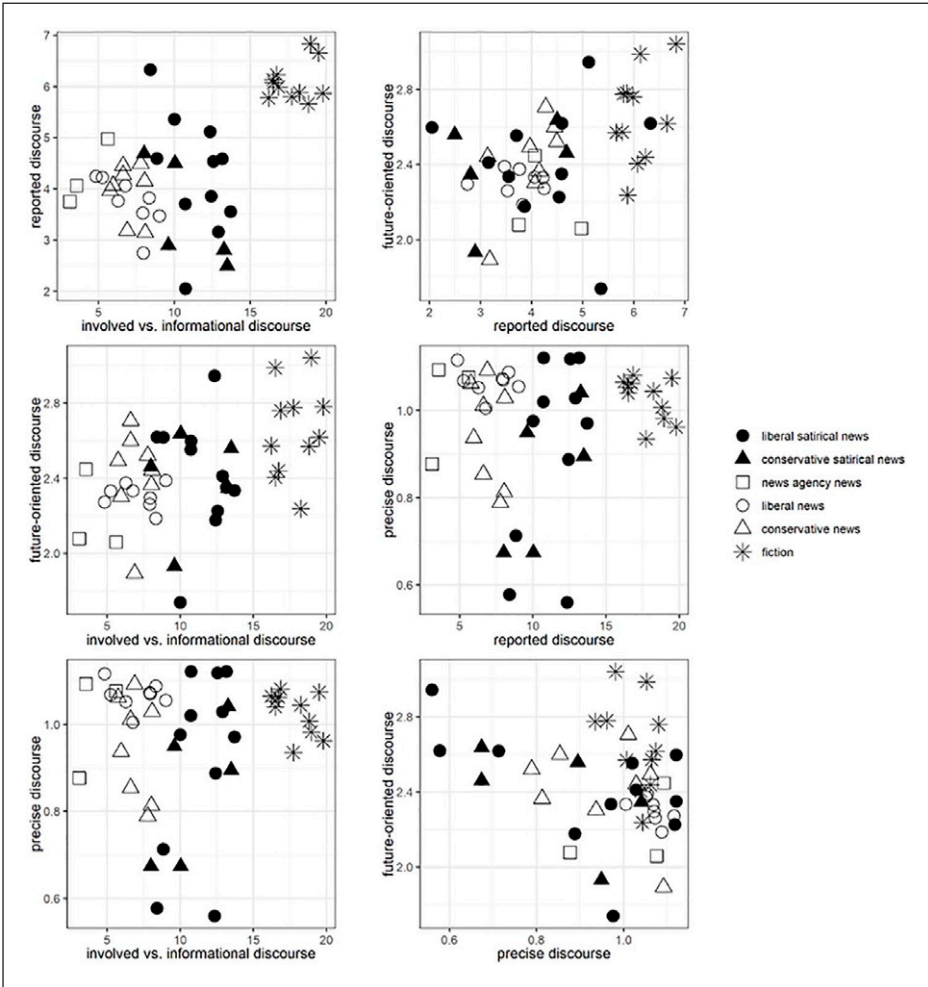 7
6
5
4
3
2
reported discourse
5
10
15
20
involved vs. informational discourse
2.8
2.4
2.0
future-oriented discourse
2
3
4
5
6
7
reported discourse
2.8
2.4
2.0
future-oriented discourse
5
10
15
20
involved vs. informational discourse
1.0
0.8
0.6
precise discourse
5
10
15
20
reported discourse
liberal satirical news
conservative satirical news
news agency news
liberal news
conservative news
fiction
1.0
0.8
0.6
precise discourse
5
10
15
20
involved vs. informational discourse
2.8
2.4
2.0
future-oriented discourse
0.6
0.8
1.0
precise discourse